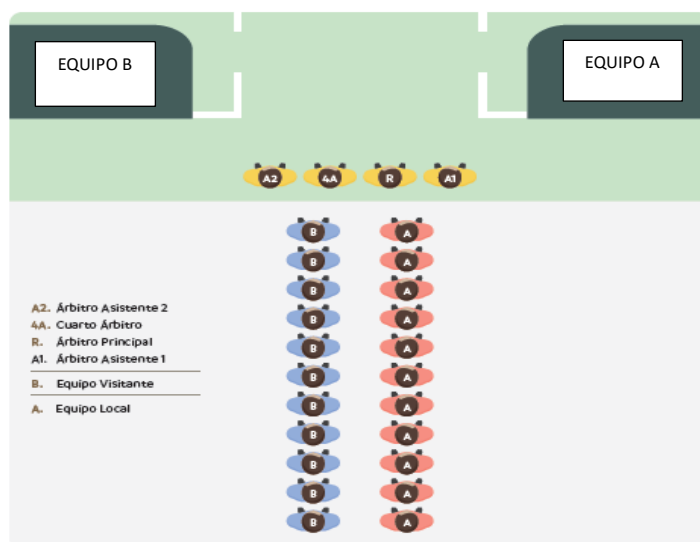 EQUIPO B
EQUIPO A
A2 4A R A1
B A
B A
B A
B A
B A
B A
B A
B A
B A
B A
B A
A2. Árbitro Asistente 2
4A. Cuarto Árbitro
R. Árbitro Principal
A1. Árbitro Asistente 1
B. Equipo Visitante
A. Equipo Local